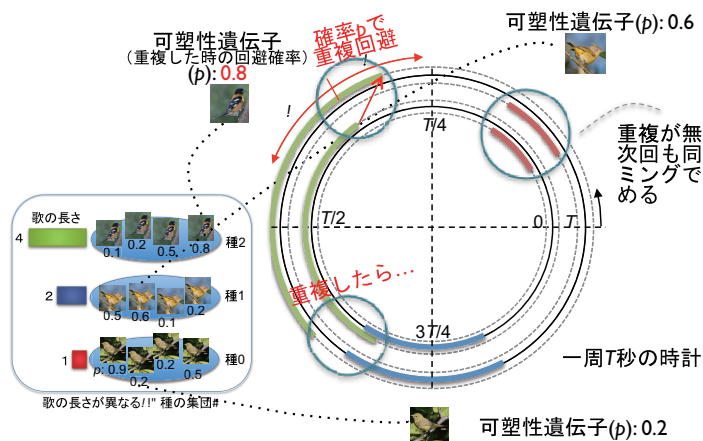 可塑性遺伝子
(重複した時の回避確率)
(p): 0.8
確率pで
重複回避
!
!
可塑性遺伝子(p): 0.6
T/4
重複が無
次回も同
ミングで
める
T/2
0
T
3T/4
重複したら…
一周T秒の時計
歌の長さ
4
0.1
0.2
0.5
0.8
種2
2
0.5
0.6
0.1
0.2
種1
1
p: 0.9
0.2
0.2
0.5
種0
歌の長さが異なる!!" 種の集団#
可塑性遺伝子(p): 0.2